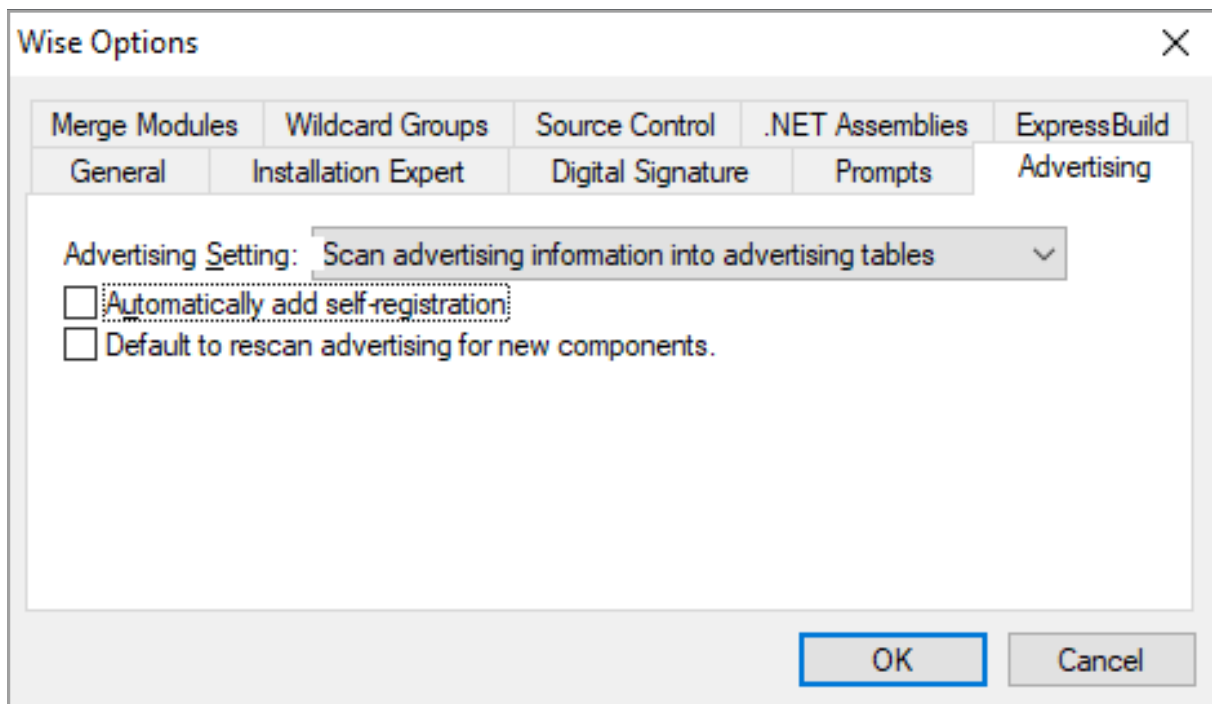 Wise Options
Merge Modules Wildcard Groups Source Control .NET Assemblies ExpressBuild
General Installation Expert Digital Signature Prompts Advertising
Advertising Setting: Scan advertising information into advertising tables
Automatically add self-registration
Default to rescan advertising for new components.
OK Cancel